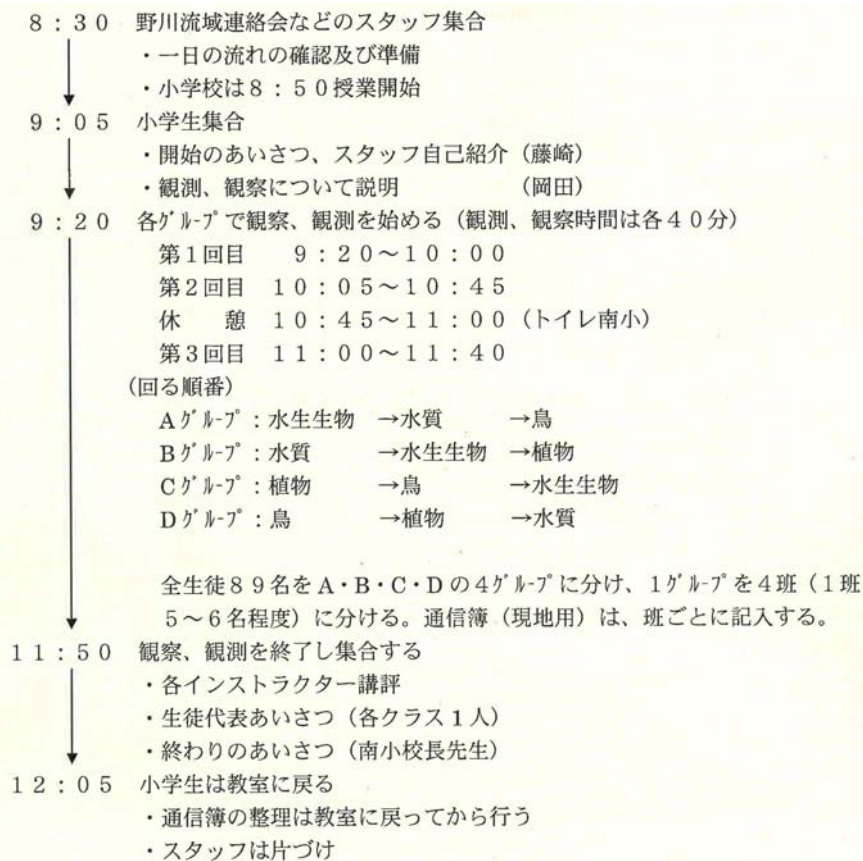 8:30 野川流域連絡会などのスタッフ集合
・一日の流れの確認及び準備
・小学校は8:50授業開始
9:05 小学生集合
・開始のあいさつ、スタッフ自己紹介(藤崎)
・観測、観察について説明 (岡田)
9:20 各グループで観察、観測を始める(観測、観察時間は各40分)
第1回目 9:20~10:00
第2回目 10:05~10:45
休 憩 10:45~11:00(トイレ南小)
第3回目 11:00~11:40
(回る順番)
Aグループ:水生生物 →水質 →鳥
Bグループ:水質 →水生生物 →植物
Cグループ:植物 →鳥 →水生生物
Dグループ:鳥 →植物 →水質
全生徒89名をA・B・C・Dの4グループに分け、1グループを4班(1班
5~6名程度)に分ける。通信簿(現地用)は、班ごとに記入する。
11:50 観察、観測を終了し集合する
・各インストラクター講評
・生徒代表あいさつ(各クラス1人)
・終わりのあいさつ(南小校長先生)
12:05 小学生は教室に戻る
・通信簿の整理は教室に戻ってから行う
・スタッフは片づけ